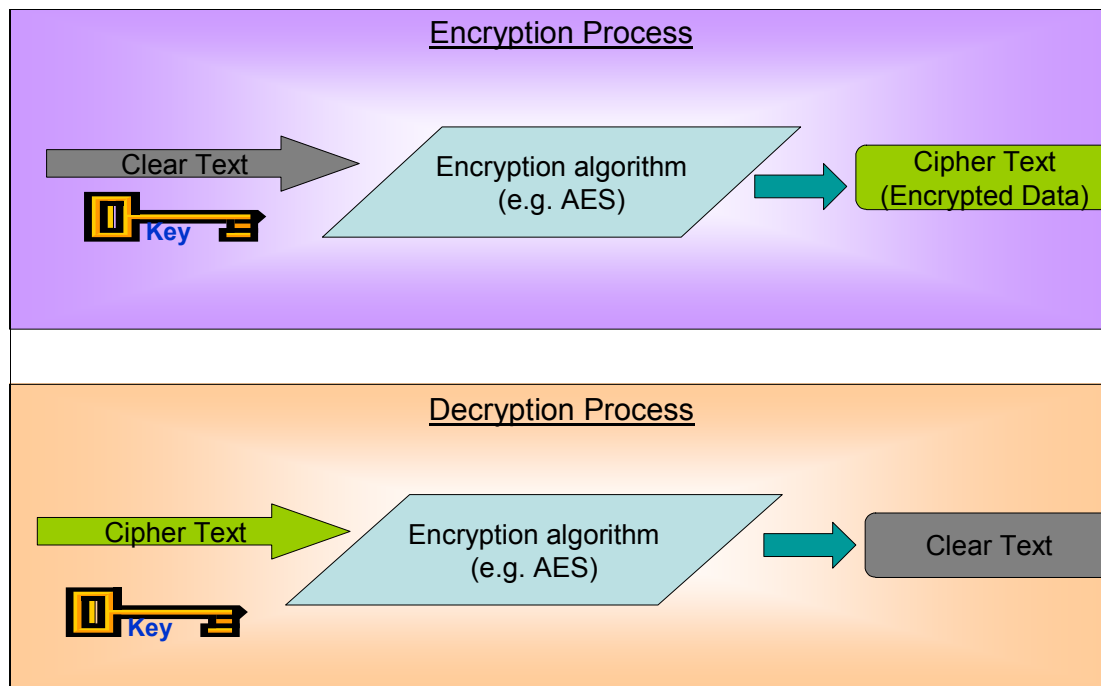 Encryption Process
Clear Text
Key
Encryption algorithm
(e.g. AES)
Cipher Text
(Encrypted Data)
Decryption Process
Cipher Text
Key
Encryption algorithm
(e.g. AES)
Clear Text